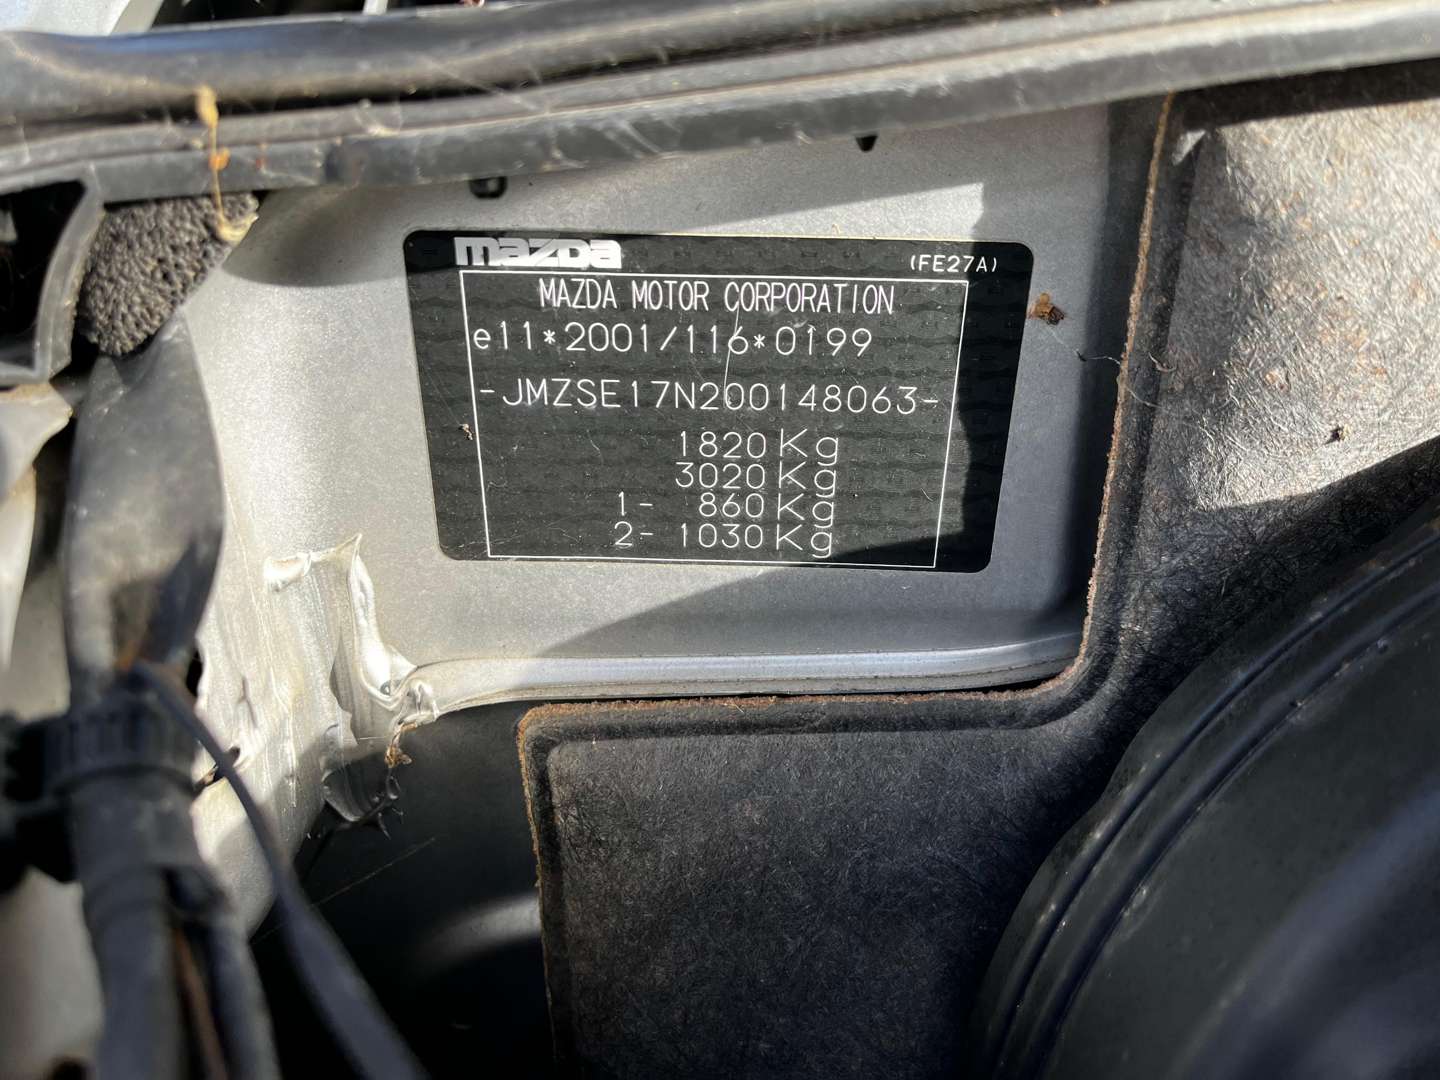 mazda
(FE27A)
MAZDA MOTOR CORPORATION
e11*2001/116*0199
-JMZSE17N200148063-
1820 Kg
3020 Kg
1- 860 Kg
2- 1030 Kg